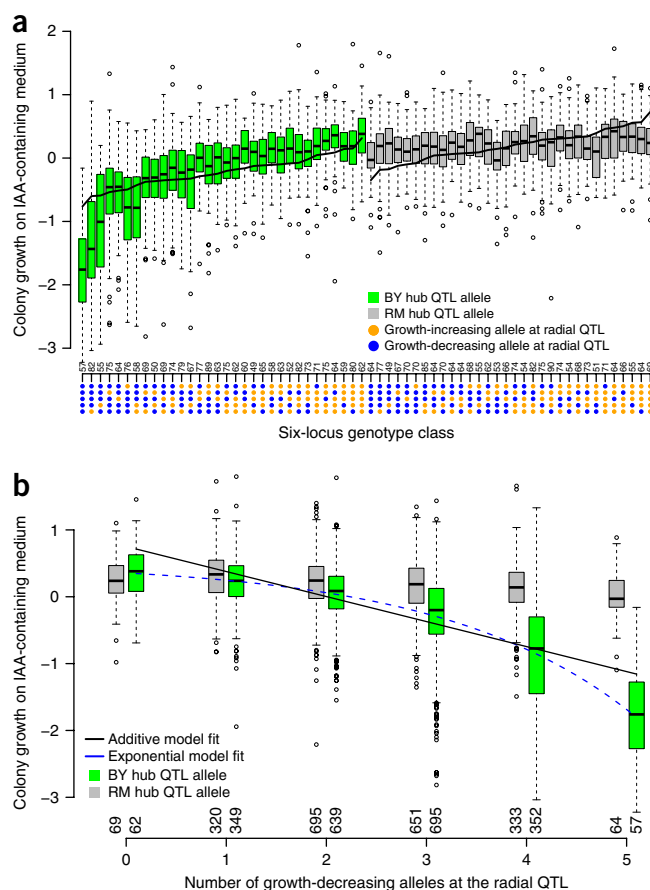 a
Colony growth on IAA-containing medium
2
1
0
−1
−2
−3
BY hub QTL allele
RM hub QTL allele
Growth-increasing allele at radial QTL
Growth-decreasing allele at radial QTL
Six-locus genotype class
b
Colony growth on IAA-containing medium
1
0
−1
−2
−3
Additive model fit
Exponential model fit
BY hub QTL allele
RM hub QTL allele
69 62 320 349 695 639 651 695 333 352 64 57
0 1 2 3 4 5
Number of growth-decreasing alleles at the radial QTL